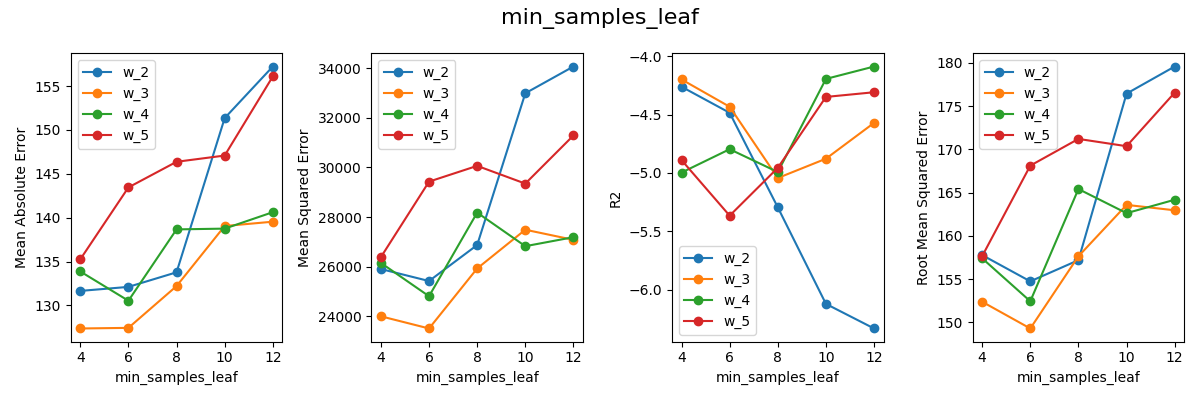 min_samples_leaf
Mean Absolute Error
155
150
145
140
135
130
w_2
w_3
w_4
w_5
4 6 8 10 12
min_samples_leaf
Mean Squared Error
34000
32000
30000
28000
26000
24000
w_2
w_3
w_4
w_5
4 6 8 10 12
min_samples_leaf
R2
−4.0
−4.5
−5.0
−5.5
−6.0
w_2
w_3
w_4
w_5
4 6 8 10 12
min_samples_leaf
Root Mean Squared Error
180
175
170
165
160
155
150
w_2
w_3
w_4
w_5
4 6 8 10 12
min_samples_leaf